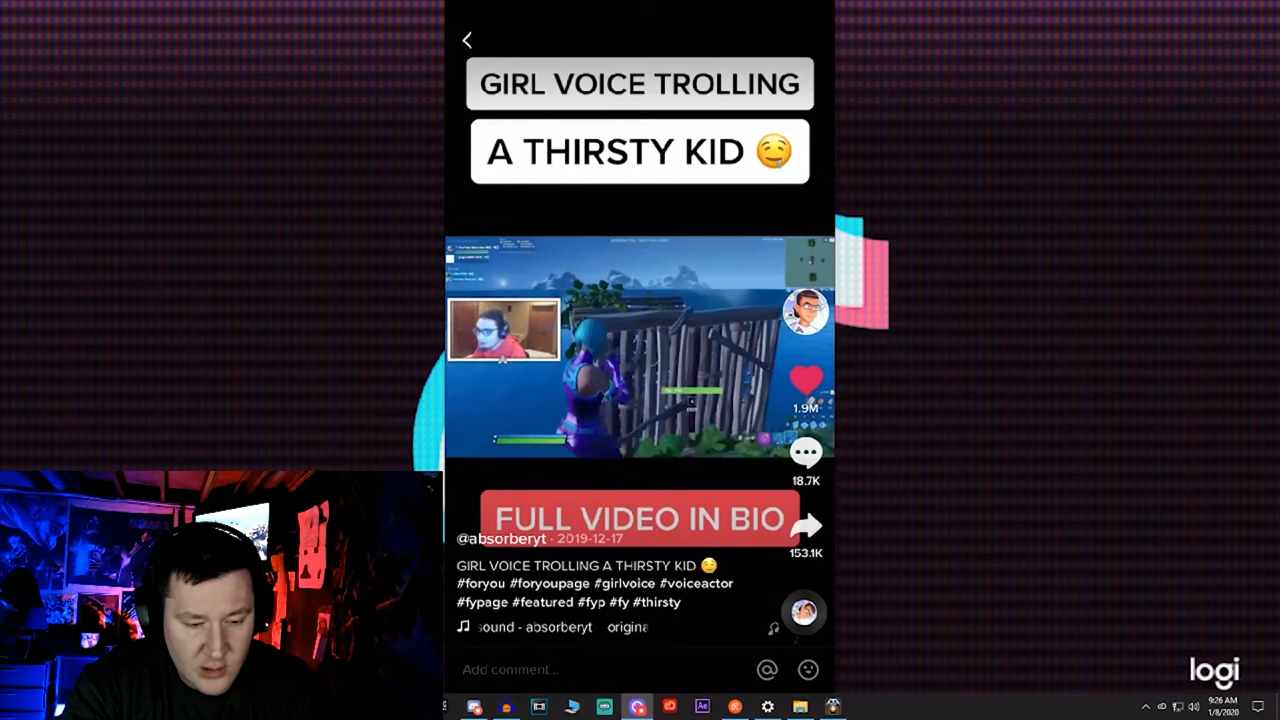 GIRL VOICE TROLLING
A THIRSTY KID
1.9M
18.7K
FULL VIDEO IN BIO
@absorberyt · 2019-12-17
153.1K
GIRL VOICE TROLLING A THIRSTY KID
#foryou #foryoupage #girlvoice #voiceactor
#fypage #featured #fyp #fy #thirsty
sound - absorberyt origina
Add comment...
logi
Ae
9:26 AM
1/8/2020